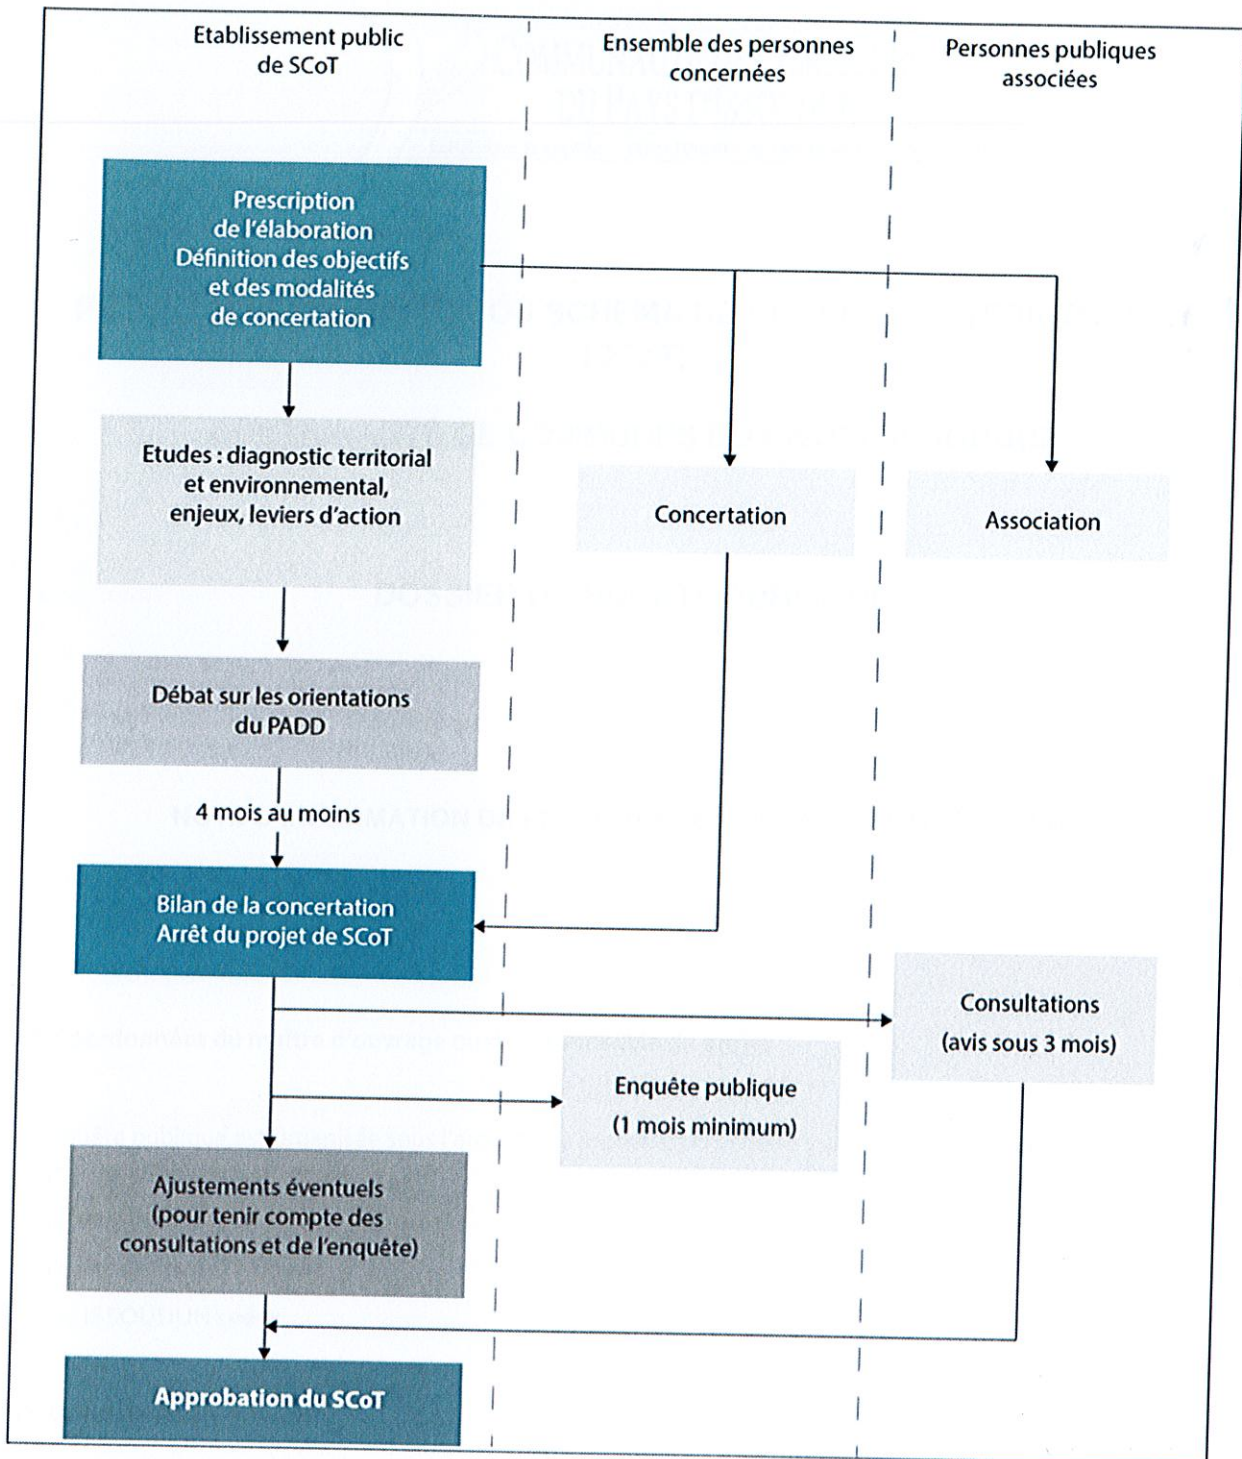 Etablissement public
de SCoT
Ensemble des personnes
concernées
Personnes publiques
associées
Prescription
de l'élaboration
Définition des objectifs
et des modalités
de concertation
Etudes : diagnostic territorial
et environnemental,
enjeux, leviers d'action
Concertation
Association
Débat sur les orientations
du PADD
4 mois au moins
Bilan de la concertation
Arrêt du projet de SCoT
Consultations
(avis sous 3 mois)
Enquête publique
(1 mois minimum)
Ajustements éventuels
(pour tenir compte des
consultations et de l'enquête)
Approbation du SCoT